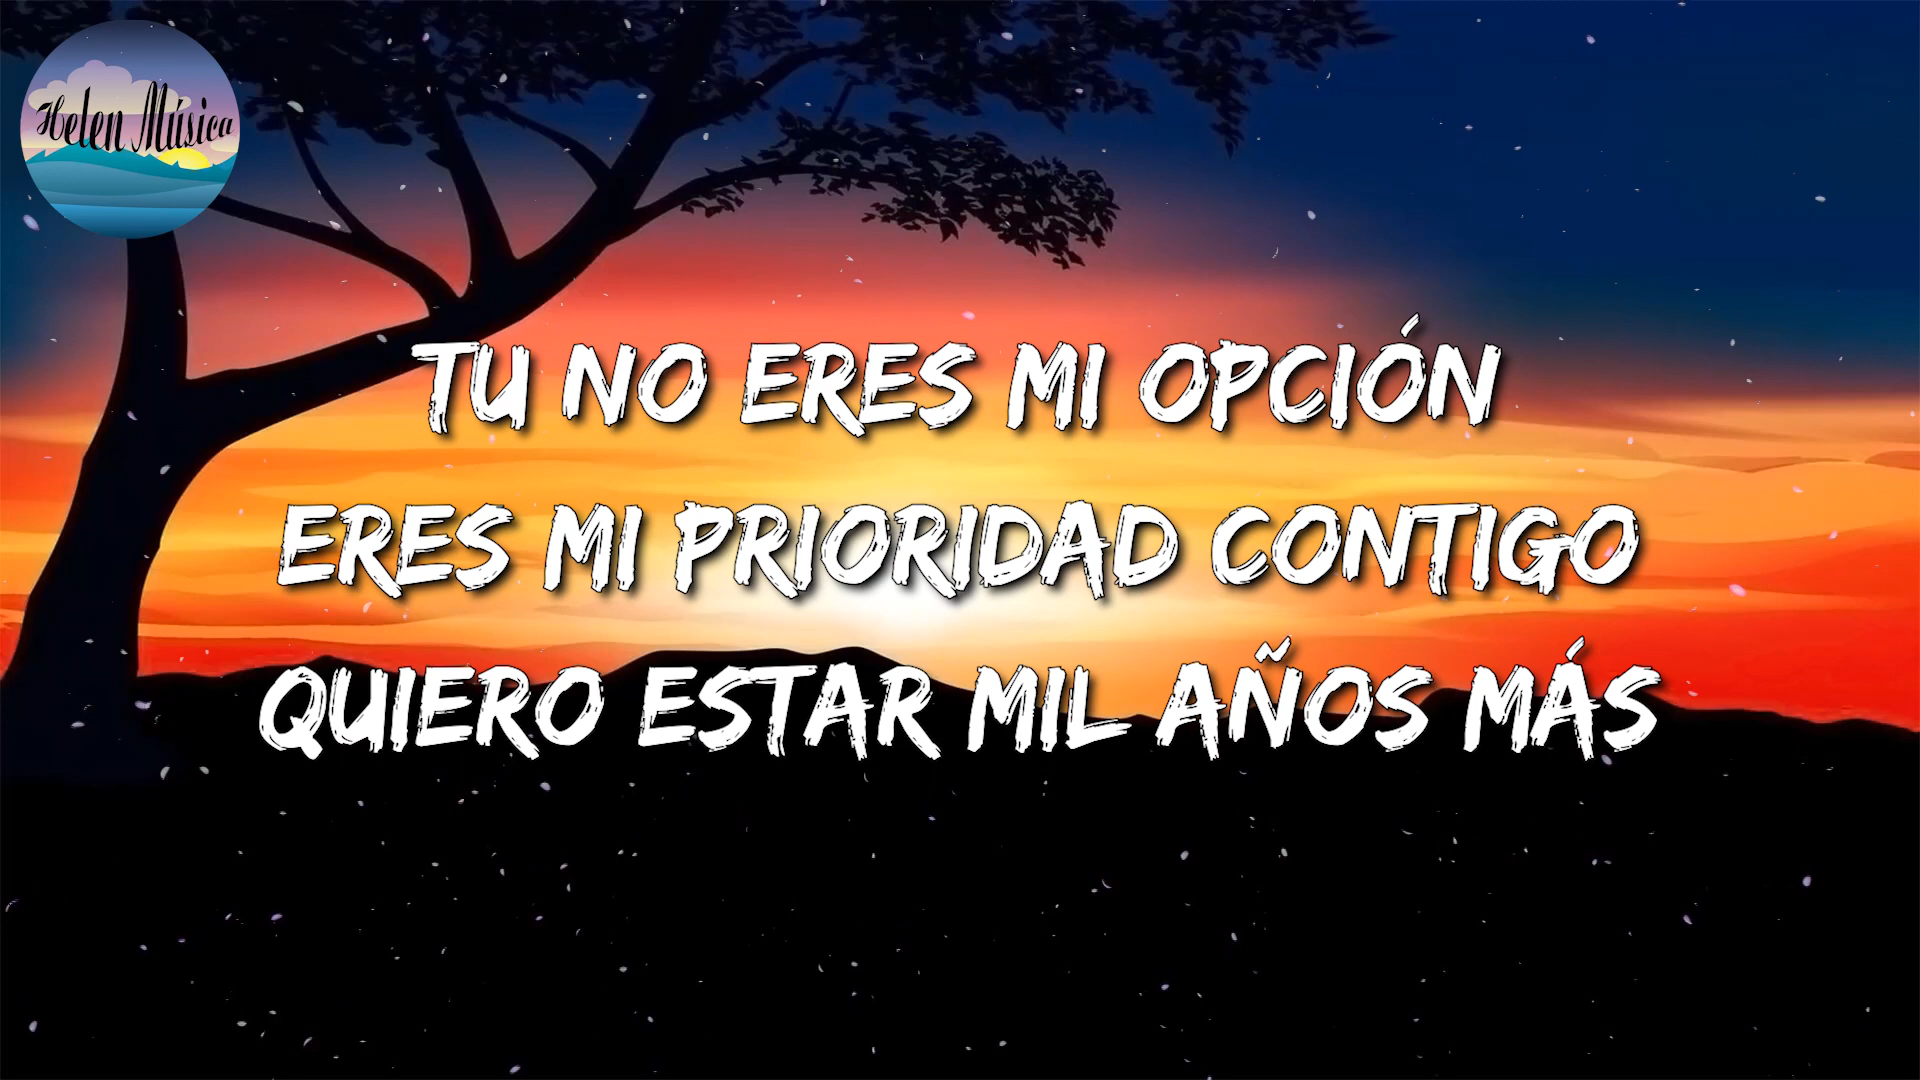 Helen Música
TU NO ERES MI OPCIÓN
ERES MI PRIORIDAD CONTIGO
QUIERO ESTAR MIL AÑOS MÁS